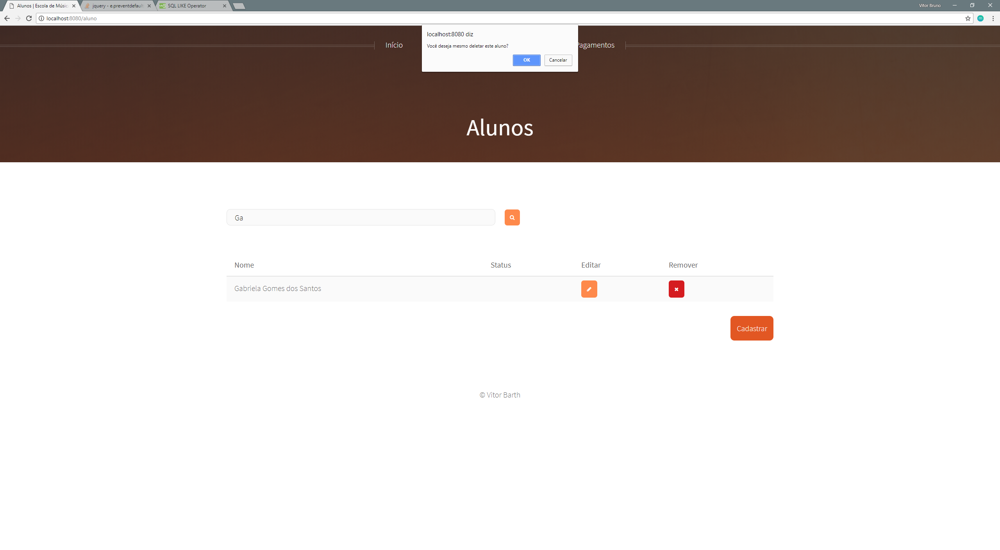 Alunos | Escola de Músic
jquery - e.preventdefault
SQL LIKE Operator
Vitor Bruno
localhost:8080/aluno
m
localhost:8080 diz
Você deseja mesmo deletar este aluno?
OK
Cancelar
Início
Pagamentos
Alunos
Ga
Nome
Status
Editar
Remover
Gabriela Gomes dos Santos
Cadastrar
© Vitor Barth